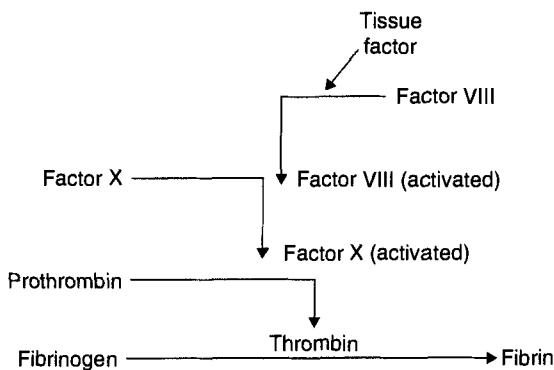 Tissue
factor
Factor VIII
Factor X
Factor VIII (activated)
Factor X (activated)
Prothrombin
Thrombin
Fibrinogen
Fibrin